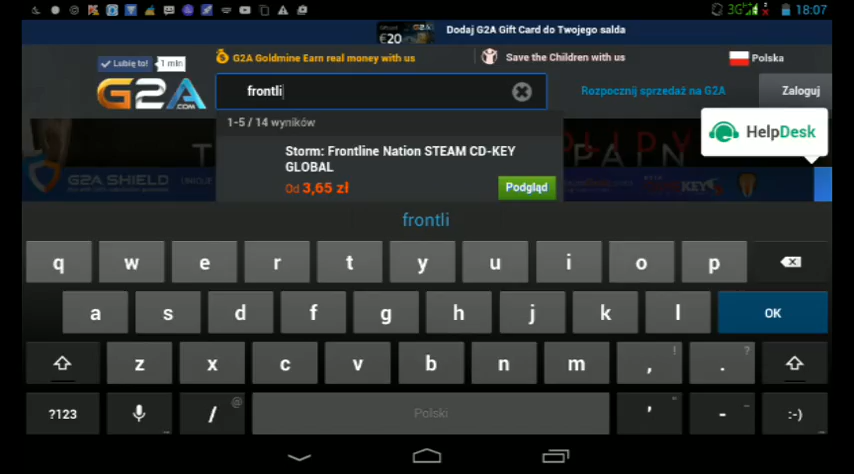 3G
18:07
€20
Dodaj G2A Gift Card do Twojego salda
Lubię to!
1 mln
G2A Goldmine Earn real money with us
Save the Children with us
Polska
G2A
.COM
frontli
Rozpocznij sprzedaż na G2A
Zaloguj
1-5 / 14 wyników
HelpDesk
Storm: Frontline Nation STEAM CD-KEY
GLOBAL
Od 3,65 zł
Podgląd
G2A SHIELD
frontli
q w e r t y u i o p
a s d f g h j k l OK
z x c v b n m , ! . ?
?123 / @ Polski ' " - _ :-)